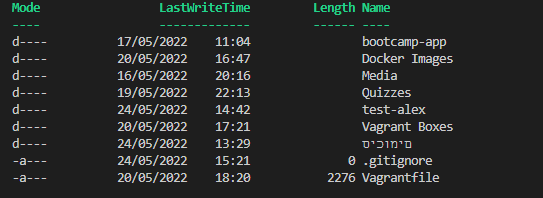 Mode LastWriteTime Length Name
---- ------------- ------ ----
d---- 17/05/2022 11:04 bootcamp-app
d---- 20/05/2022 16:47 Docker Images
d---- 16/05/2022 20:16 Media
d---- 19/05/2022 22:13 Quizzes
d---- 24/05/2022 14:42 test-alex
d---- 20/05/2022 17:21 Vagrant Boxes
d---- 24/05/2022 13:29 סיכומים
-a--- 24/05/2022 15:21 0 .gitignore
-a--- 20/05/2022 18:20 2276 Vagrantfile